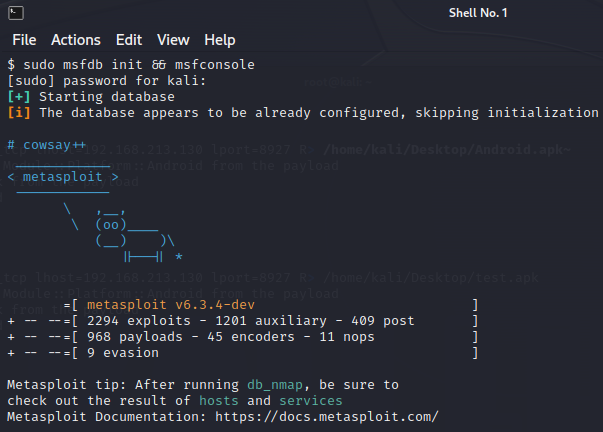 Shell No. 1
File Actions Edit View Help
$ sudo msfdb init && msfconsole
[sudo] password for kali:
[+] Starting database
[i] The database appears to be already configured, skipping initialization
# cowsay++
 ____________
< metasploit >
 ------------
       \   ,__,
        \  (oo)____
           (__)    )\
              ||--|| *
       =[ metasploit v6.3.4-dev                           ]
+ -- --=[ 2294 exploits - 1201 auxiliary - 409 post       ]
+ -- --=[ 968 payloads - 45 encoders - 11 nops            ]
+ -- --=[ 9 evasion                                       ]
Metasploit tip: After running db_nmap, be sure to
check out the result of hosts and services
Metasploit Documentation: https://docs.metasploit.com/